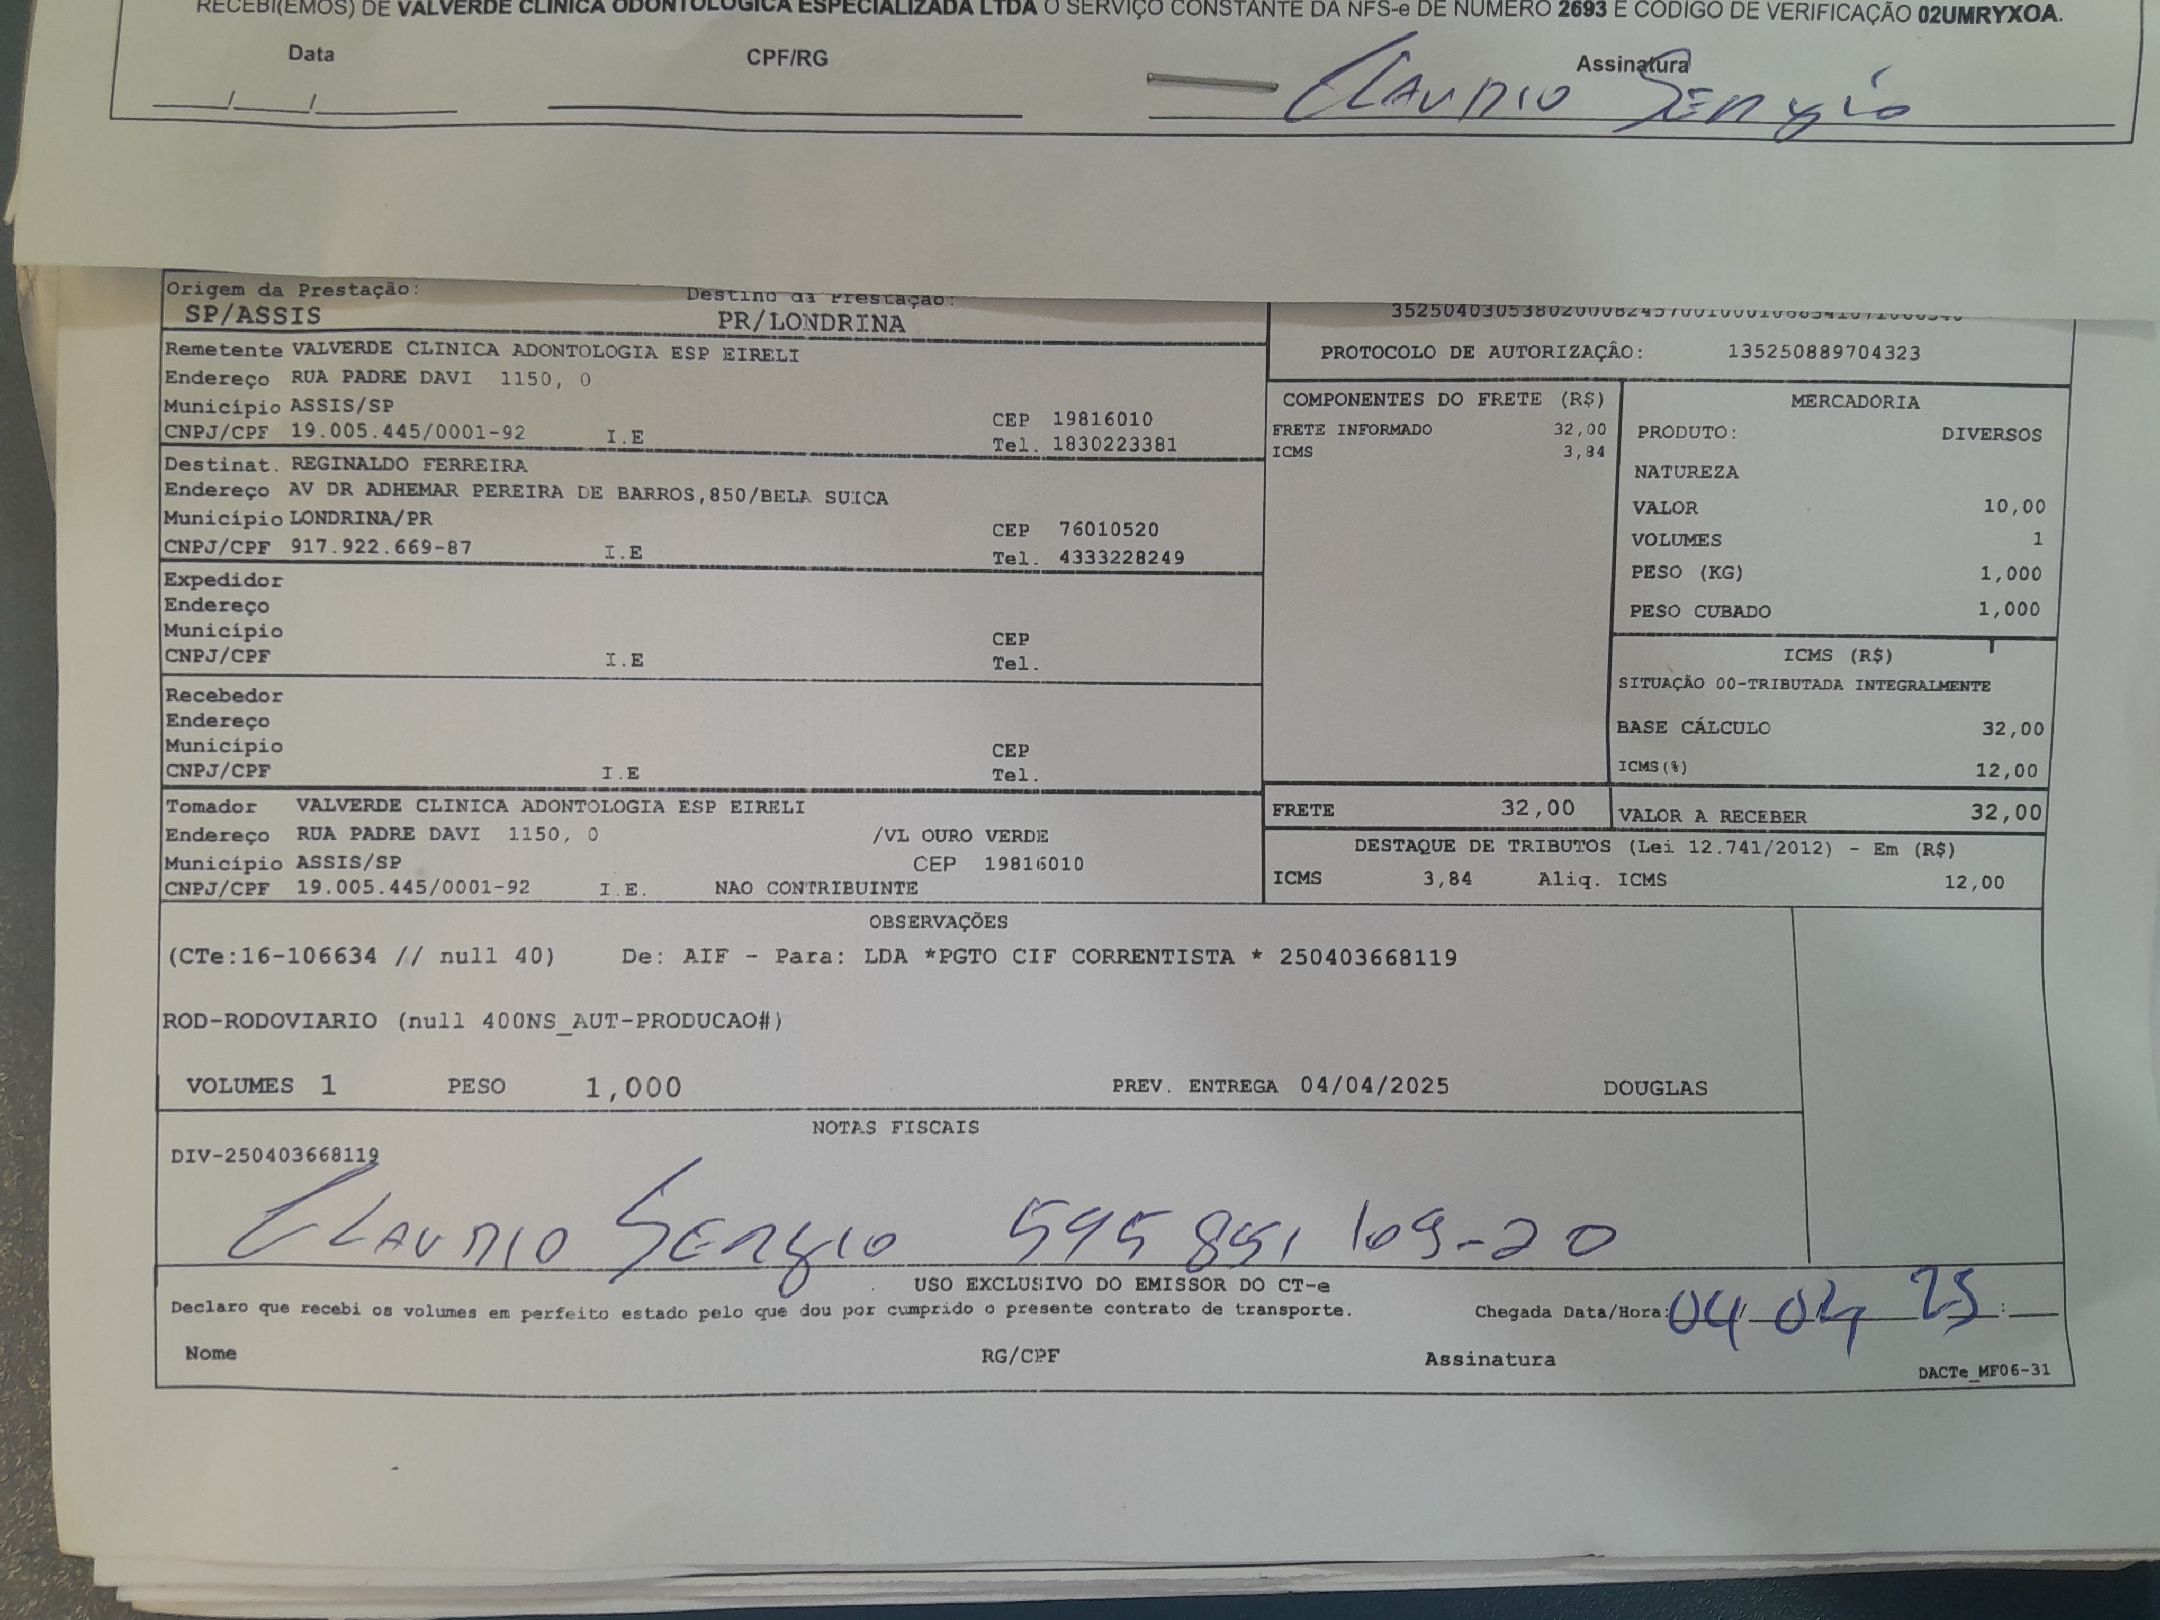 RECEBI(EMOS) DE VALVERDE CLINICA ODONTOLOGICA ESPECIALIZADA LTDA O SERVIÇO CONSTANTE DA NFS-e DE NÚMERO 2693 E CÓDIGO DE VERIFICAÇÃO 02UMRYXOA.
Data CPF/RG Assinatura
Claudio Sergio
Origem da Prestação: Destino da Prestação:
SP/ASSIS PR/LONDRINA
Remetente VALVERDE CLINICA ADONTOLOGIA ESP EIRELI
Endereço RUA PADRE DAVI 1150, 0
Município ASSIS/SP CEP 19816010
CNPJ/CPF 19.005.445/0001-92 I.E Tel. 1830223381
Destinat. REGINALDO FERREIRA
Endereço AV DR ADHEMAR PEREIRA DE BARROS,850/BELA SUICA
Município LONDRINA/PR CEP 76010520
CNPJ/CPF 917.922.669-87 I.E Tel. 4333228249
Expedidor
Endereço
Município CEP
CNPJ/CPF I.E Tel.
Recebedor
Endereço
Município CEP
CNPJ/CPF I.E Tel.
Tomador VALVERDE CLINICA ADONTOLOGIA ESP EIRELI
Endereço RUA PADRE DAVI 1150, 0 /VL OURO VERDE
Município ASSIS/SP CEP 19816010
CNPJ/CPF 19.005.445/0001-92 I.E. NAO CONTRIBUINTE
PROTOCOLO DE AUTORIZAÇÃO: 135250889704323
COMPONENTES DO FRETE (R$)
FRETE INFORMADO 32,00
ICMS 3,84
MERCADORIA
PRODUTO: DIVERSOS
NATUREZA
VALOR 10,00
VOLUMES 1
PESO (KG) 1,000
PESO CUBADO 1,000
ICMS (R$)
SITUAÇÃO 00-TRIBUTADA INTEGRALMENTE
BASE CÁLCULO 32,00
ICMS(%) 12,00
FRETE 32,00 VALOR A RECEBER 32,00
DESTAQUE DE TRIBUTOS (Lei 12.741/2012) - Em (R$)
ICMS 3,84 Aliq. ICMS 12,00
OBSERVAÇÕES
(CTe:16-106634 // null 40) De: AIF - Para: LDA *PGTO CIF CORRENTISTA * 250403668119
ROD-RODOVIARIO (null 400NS_AUT-PRODUCAO#)
VOLUMES 1 PESO 1,000 PREV. ENTREGA 04/04/2025 DOUGLAS
NOTAS FISCAIS
DIV-250403668119
Claudio Sergio 595 851 109-20
USO EXCLUSIVO DO EMISSOR DO CT-e
Declaro que recebi os volumes em perfeito estado pelo que dou por cumprido o presente contrato de transporte. Chegada Data/Hora: 04/04 25 :
Nome RG/CPF Assinatura DACTe_MF06-31